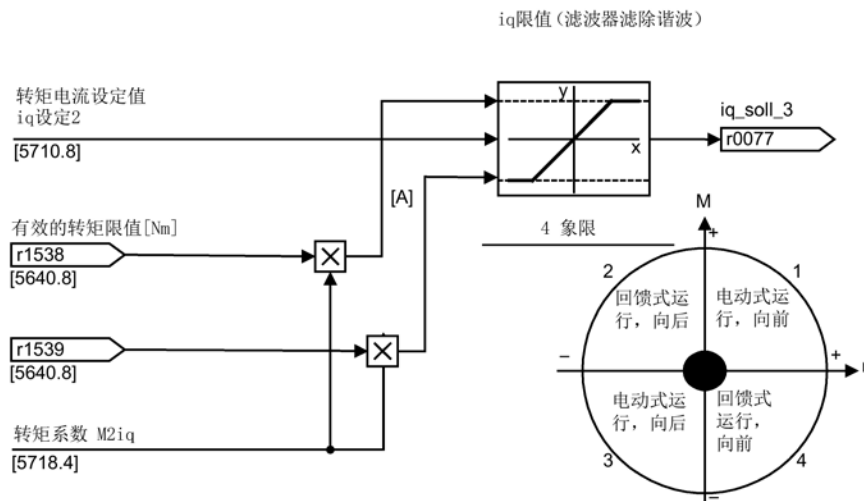 iq限值(滤波器滤除谐波)
转矩电流设定值
iq设定2
[5710.8]
y
x
iq_soll_3
r0077
[A]
有效的转矩限值[Nm]
r1538
[5640.8]
r1539
[5640.8]
转矩系数 M2iq
[5718.4]
4 象限
M
+
2
1
回馈式运
行，向后
电动式运
行，向前
－
+
电动式运
行，向后
回馈式
运行，
向前
3
4
－